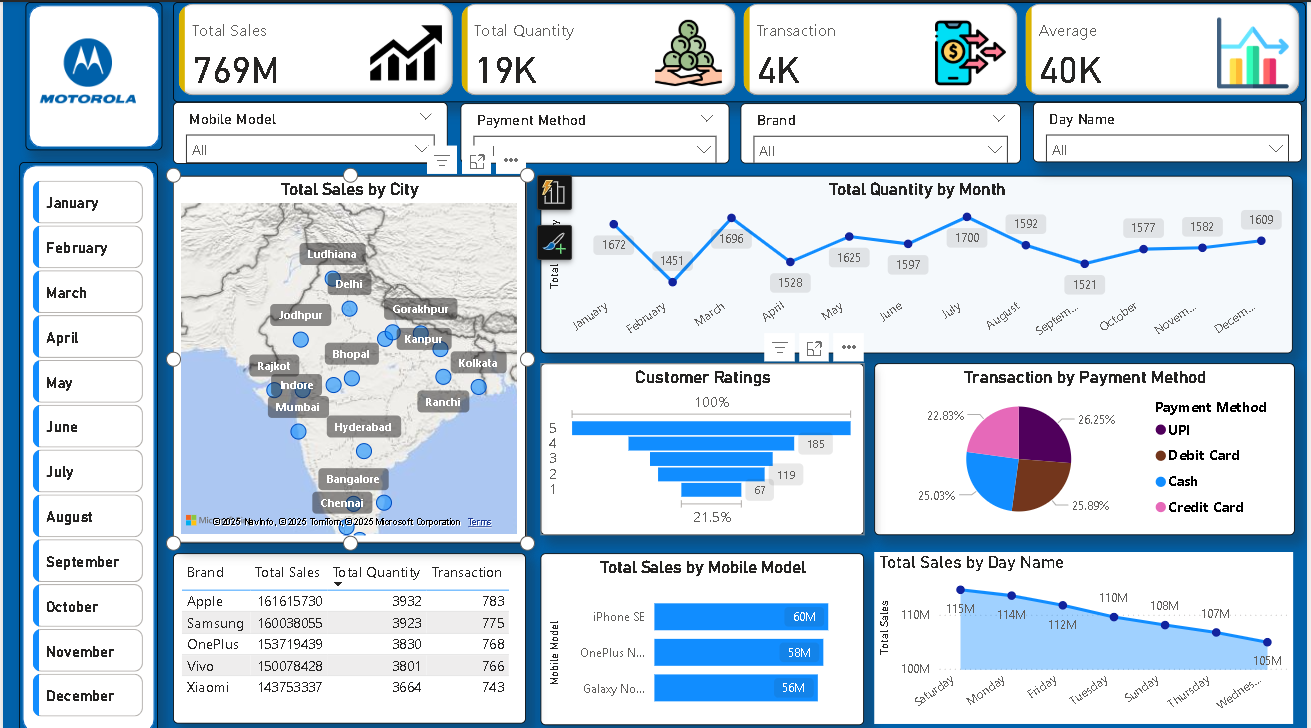 MOTOROLA
Total Sales
769M
Total Quantity
19K
Transaction
4K
Average
40K
Mobile Model
All
Payment Method
Brand
All
Day Name
All
January
February
March
April
May
June
July
August
September
October
November
December
Total Sales by City
Ludhiana
Delhi
Jodhpur
Gorakhpur
Kanpur
Bhopal
Rajkot
Kolkata
Indore
Mumbai
Ranchi
Hyderabad
Bangalore
Chennai
© 2025 TomTom, © 2025 Microsoft Corporation Terms
Total Quantity by Month
1672
1451
1696
1528
1625
1597
1700
1592
1521
1577
1582
1609
January
February
March
April
May
June
July
August
Septem...
October
Novem...
Decem...
Customer Ratings
100%
5
4
185
3
2
119
1
67
21.5%
Transaction by Payment Method
22.83%
26.25%
25.03%
25.89%
Payment Method
UPI
Debit Card
Cash
Credit Card
Brand Total Sales Total Quantity Transaction
Apple 161615730 3932 783
Samsung 160038055 3923 775
OnePlus 153719439 3830 768
Vivo 150078428 3801 766
Xiaomi 143753337 3664 743
Total Sales by Mobile Model
Mobile Model
iPhone SE 60M
OnePlus N... 58M
Galaxy No... 56M
Total Sales by Day Name
Total Sales
110M
100M
115M
114M
112M
110M
108M
107M
105M
Saturday
Monday
Friday
Tuesday
Sunday
Thursday
Wednes...